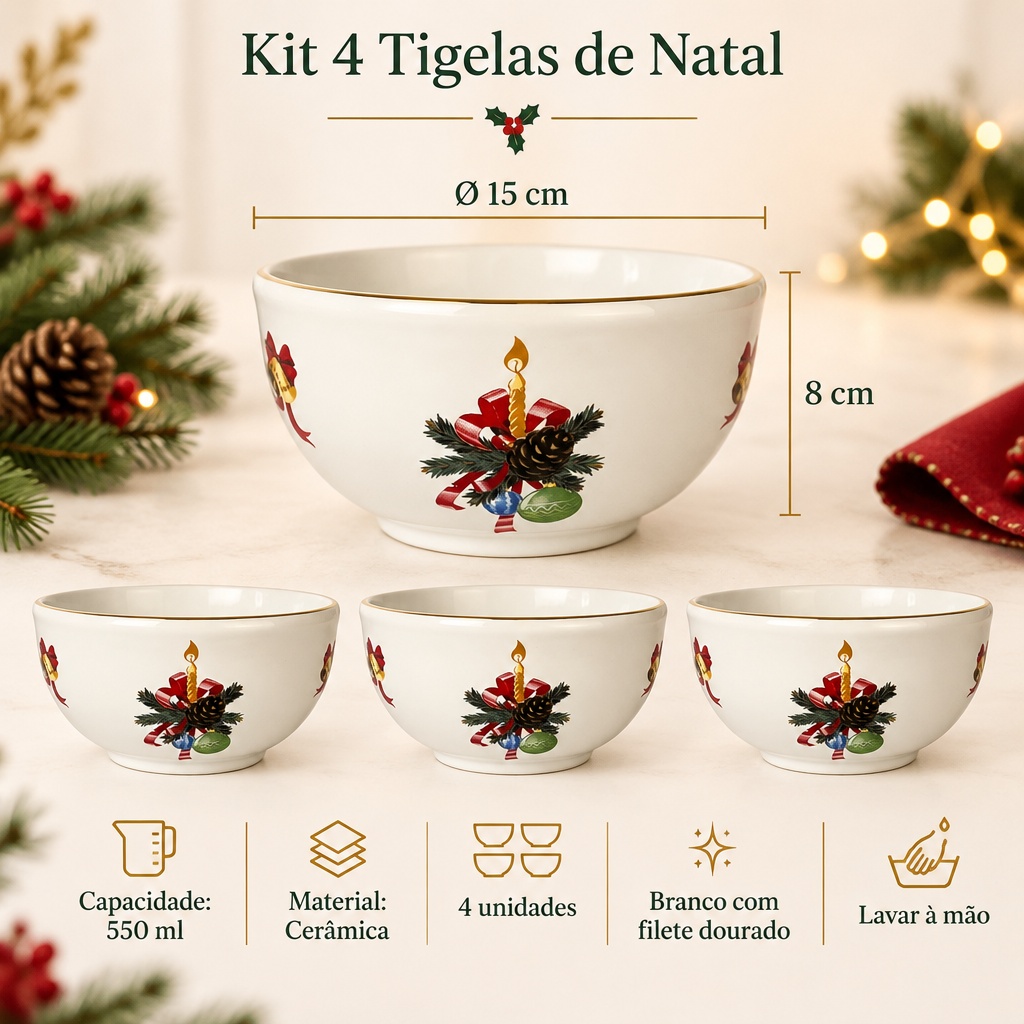 Kit 4 Tigelas de Natal
Ø 15 cm
8 cm
Capacidade:
550 ml
Material:
Cerâmica
4 unidades
Branco com
filete dourado
Lavar à mão